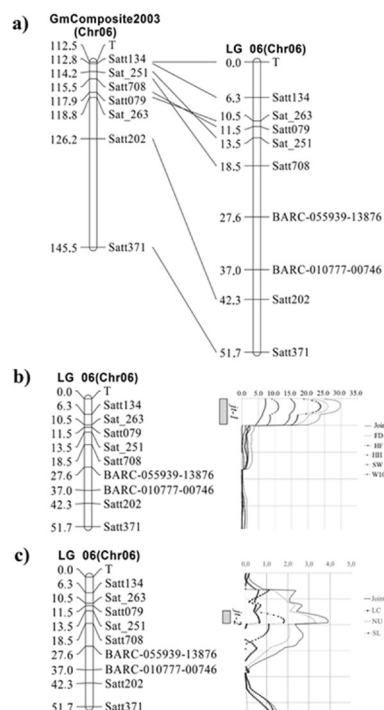 a)
GmComposite2003
(Chr06)
112.5 T
112.8 Satt134
114.2 Sat_251
115.5 Satt708
117.9 Satt079
118.8 Sat_263
126.2 Satt202
145.5 Satt371
LG 06(Chr06)
0.0 T
6.3 Satt134
10.5 Sat_263
11.5 Satt079
13.5 Sat_251
18.5 Satt708
27.6 BARC-055939-13876
37.0 BARC-010777-00746
42.3 Satt202
51.7 Satt371
b)
LG 06(Chr06)
0.0 T
6.3 Satt134
10.5 Sat_263
11.5 Satt079
13.5 Sat_251
18.5 Satt708
27.6 BARC-055939-13876
37.0 BARC-010777-00746
42.3 Satt202
51.7 Satt371
0.0 5.0 10.0 15.0 20.0 25.0 30.0 35.0
Join
FD
HF
HH
SW
W10
c)
LG 06(Chr06)
0.0 T
6.3 Satt134
10.5 Sat_263
11.5 Satt079
13.5 Sat_251
18.5 Satt708
27.6 BARC-055939-13876
37.0 BARC-010777-00746
42.3 Satt202
51.7 Satt371
0,0 1,0 2,0 3,0 4,0 5,0
Joint
LC
NU
SL